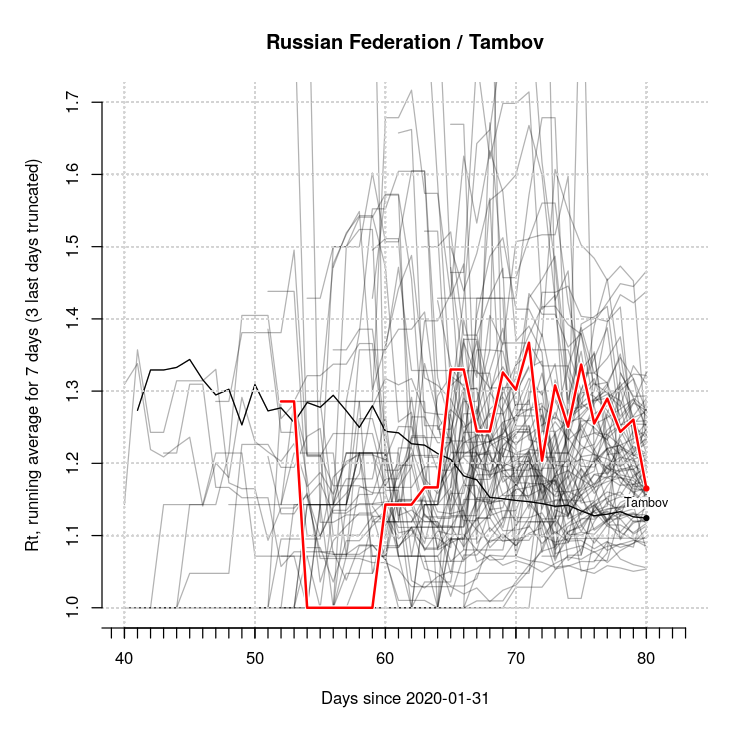 Russian Federation / Tambov
Rt, running average for 7 days (3 last days truncated)
1.7
1.6
1.5
1.4
1.3
1.2
1.1
1.0
Tambov
40 50 60 70 80
Days since 2020-01-31